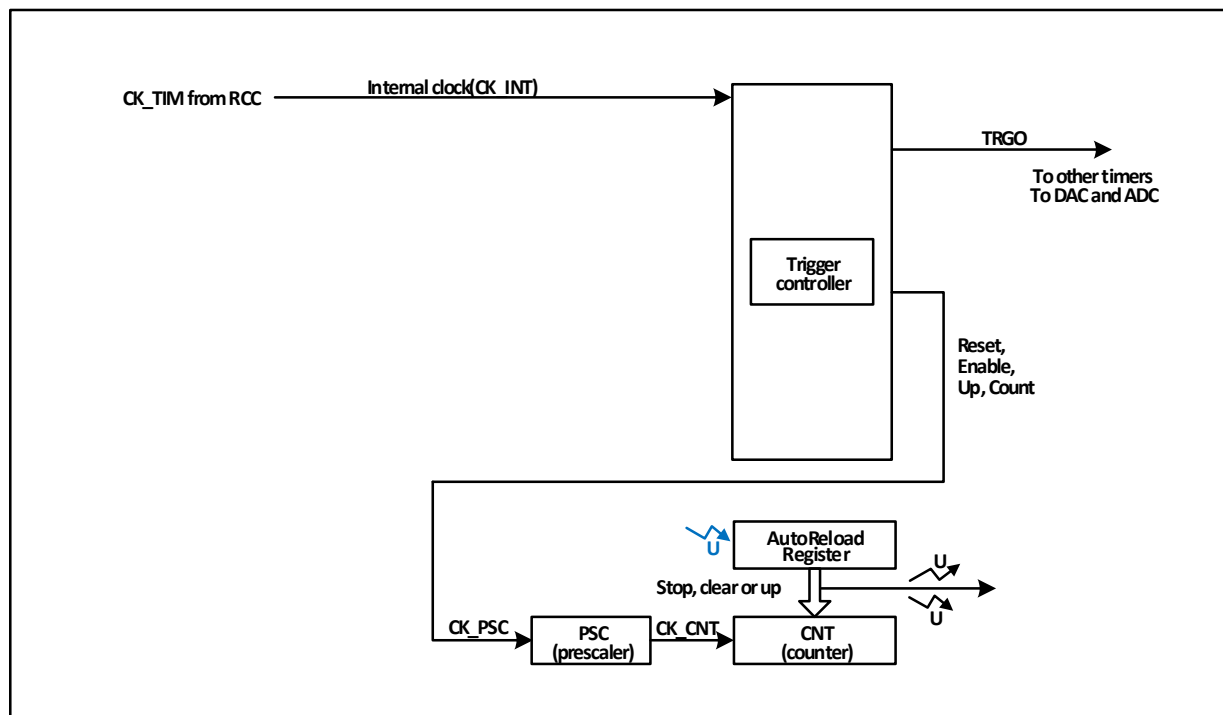 Internal clock(CK_INT)
CK_TIM from RCC
TRGO
To other timers
To DAC and ADC
Trigger
controller
Reset,
Enable,
Up, Count
U
AutoReload
Register
U
Stop, clear or up
U
CK_PSC
PSC
(prescaler)
CK_CNT
CNT
(counter)